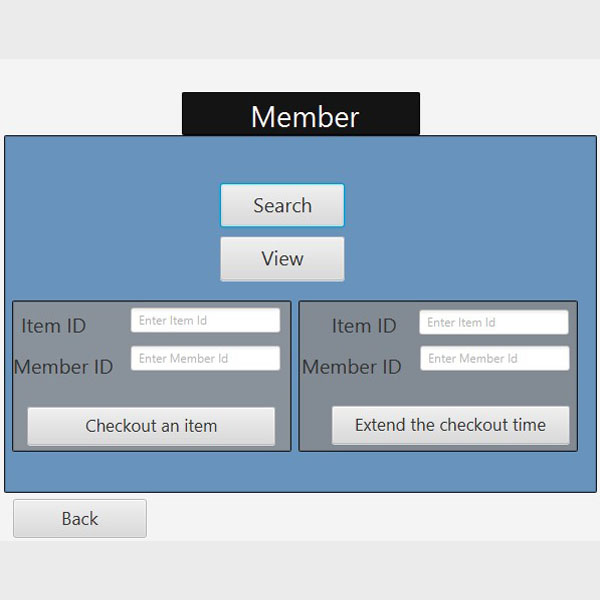 Member
Search
View
Item ID
Enter Item Id
Member ID
Enter Member Id
Checkout an item
Item ID
Enter Item Id
Member ID
Enter Member Id
Extend the checkout time
Back